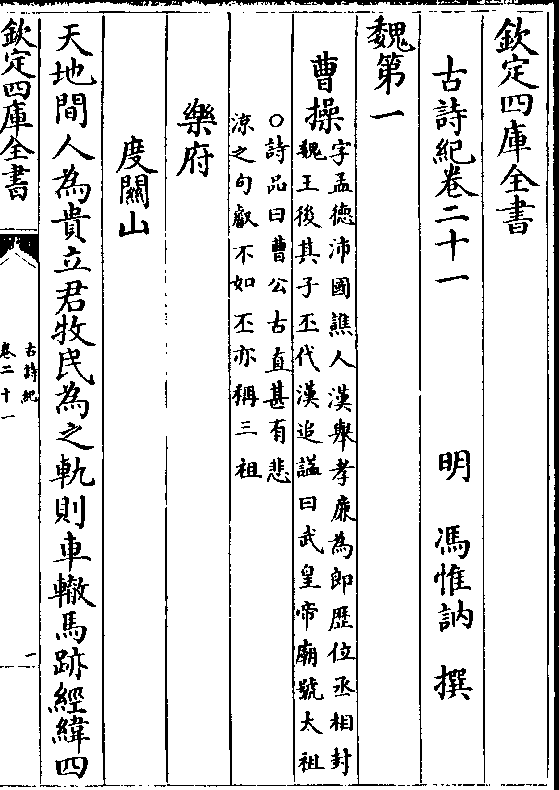 欽定四庫全書
古詩紀卷二十一
明 馮惟訥 撰
魏第一
曹操字孟德沛國譙人漢舉孝廉為郎歷位丞相封
魏王後其子丕代漢追諡曰武皇帝廟號太祖
○詩品曰曹公古直甚有悲
涼之句叡不如丕亦稱三祖
樂府
度關山
天地間人為貴立君牧民為之軌則車轍馬跡經緯四
欽定四庫全書
古詩紀
卷二十一
一